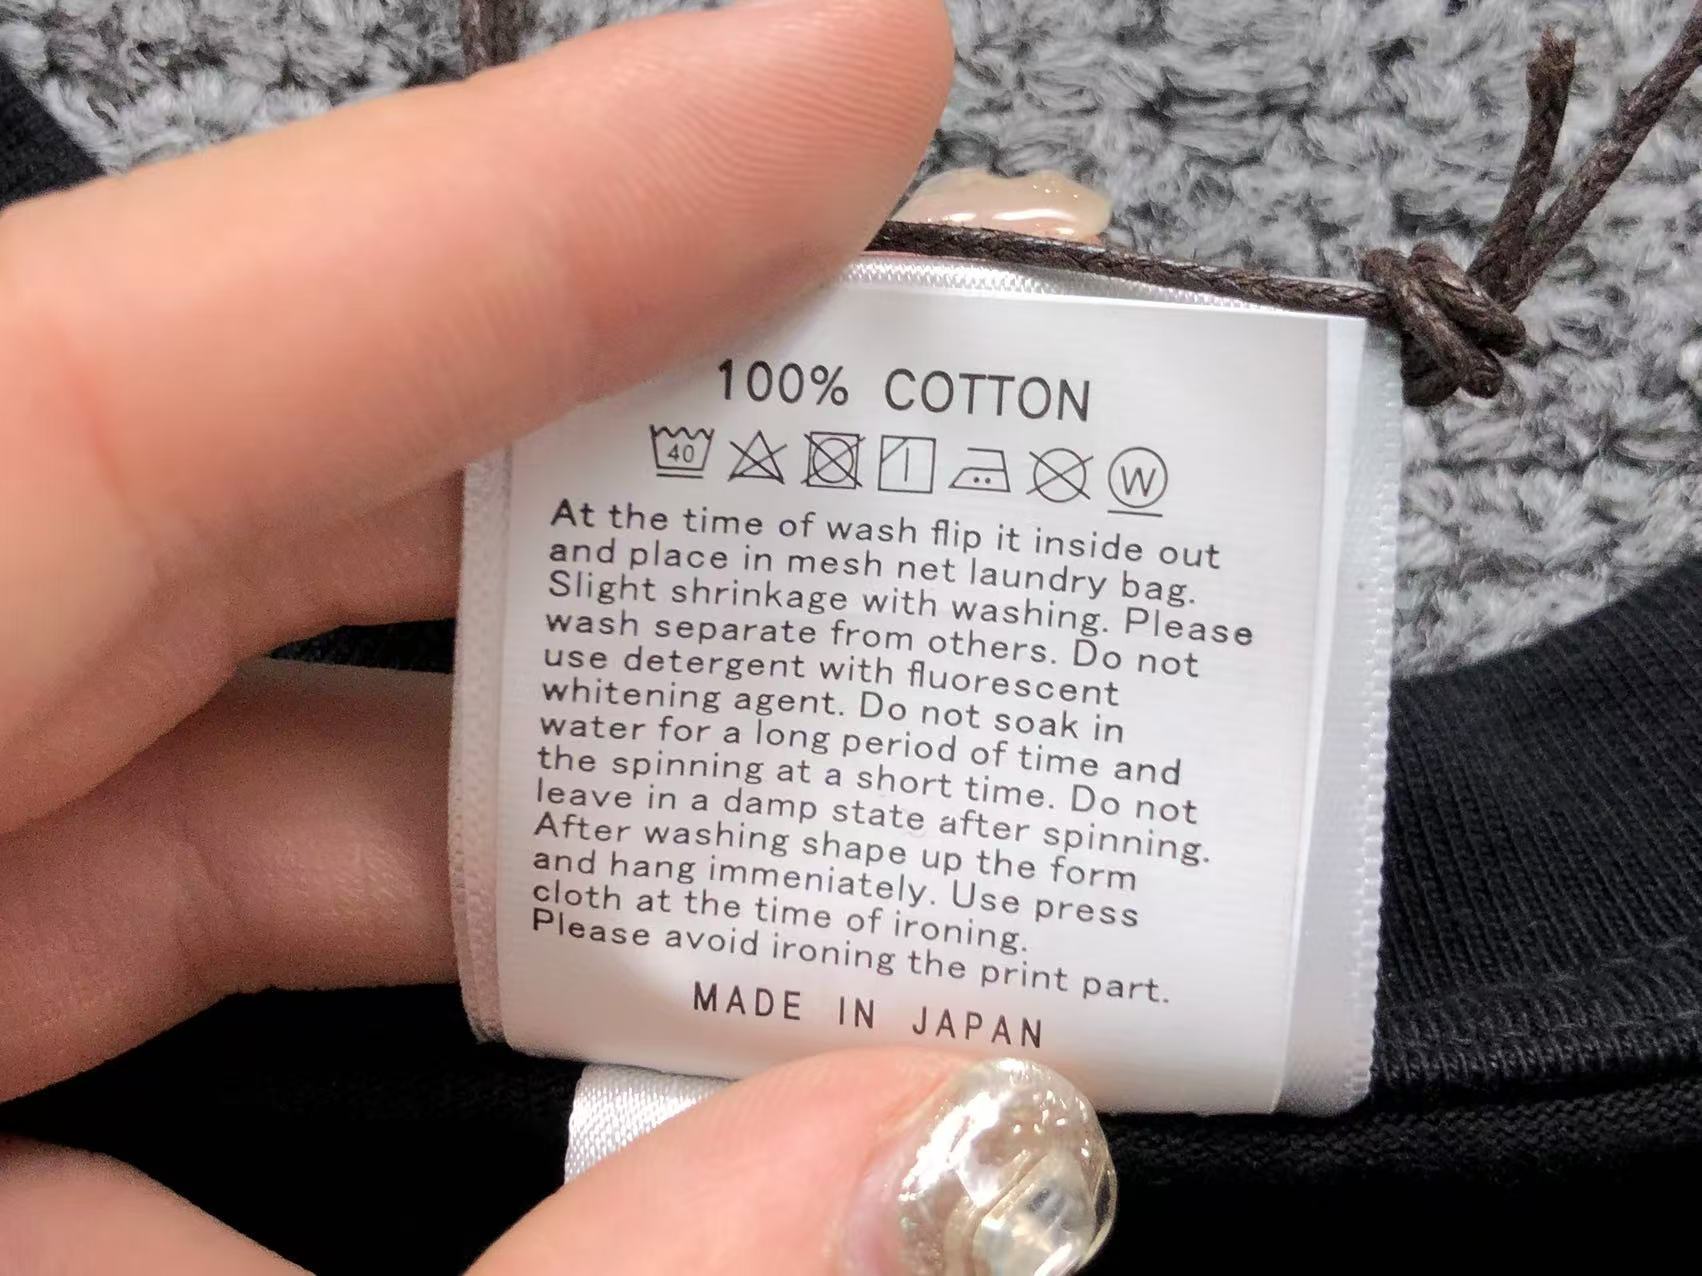 100% COTTON
40 W
At the time of wash flip it inside out
and place in mesh net laundry bag.
Slight shrinkage with washing. Please
wash separate from others. Do not
use detergent with fluorescent
whitening agent. Do not soak in
water for a long period of time and
the spinning at a short time. Do not
leave in a damp state after spinning.
After washing shape up the form
and hang immeniately. Use press
cloth at the time of ironing.
Please avoid ironing the print part.
MADE IN JAPAN